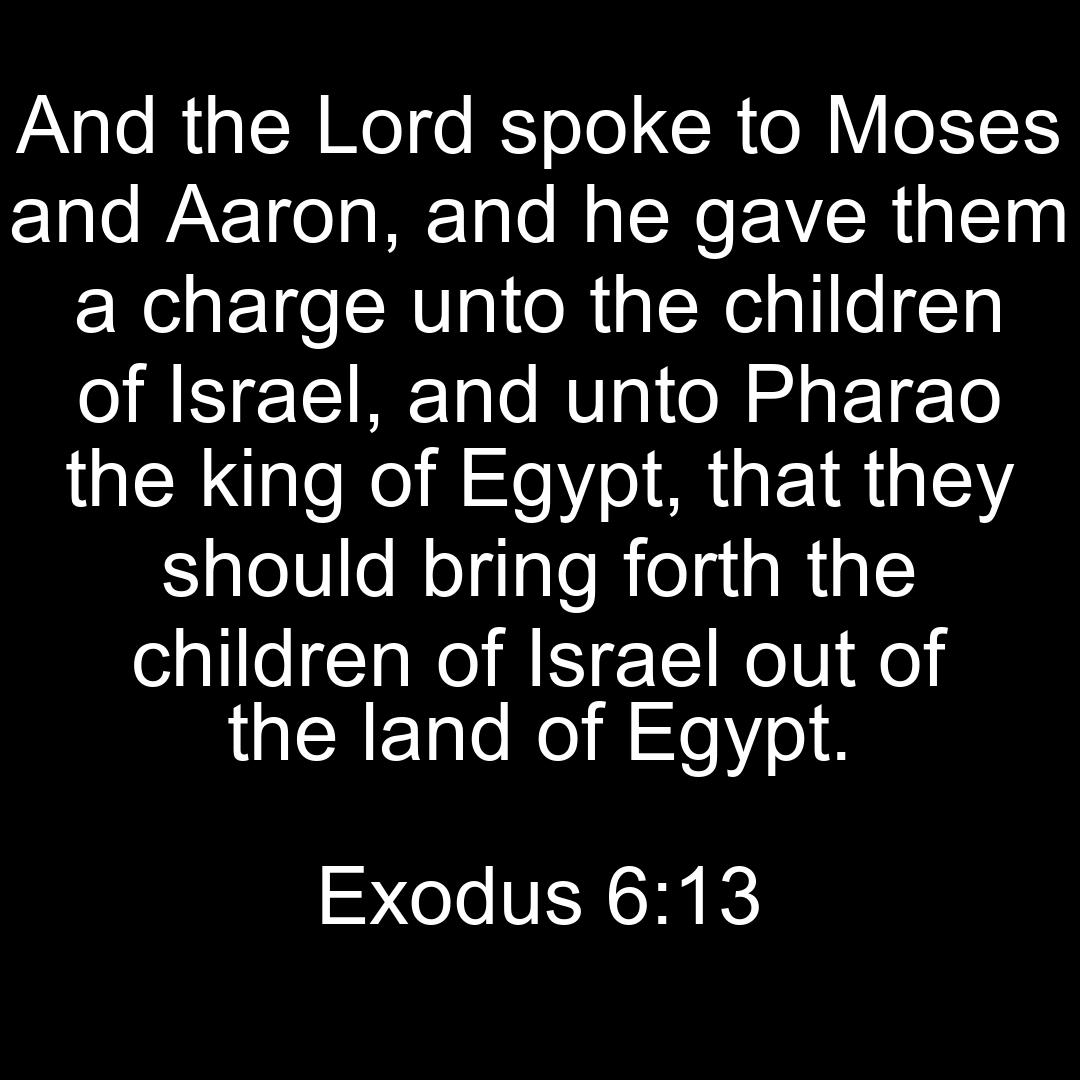 And the Lord spoke to Moses
and Aaron, and he gave them
a charge unto the children
of Israel, and unto Pharao
the king of Egypt, that they
should bring forth the
children of Israel out of
the land of Egypt.
Exodus 6:13